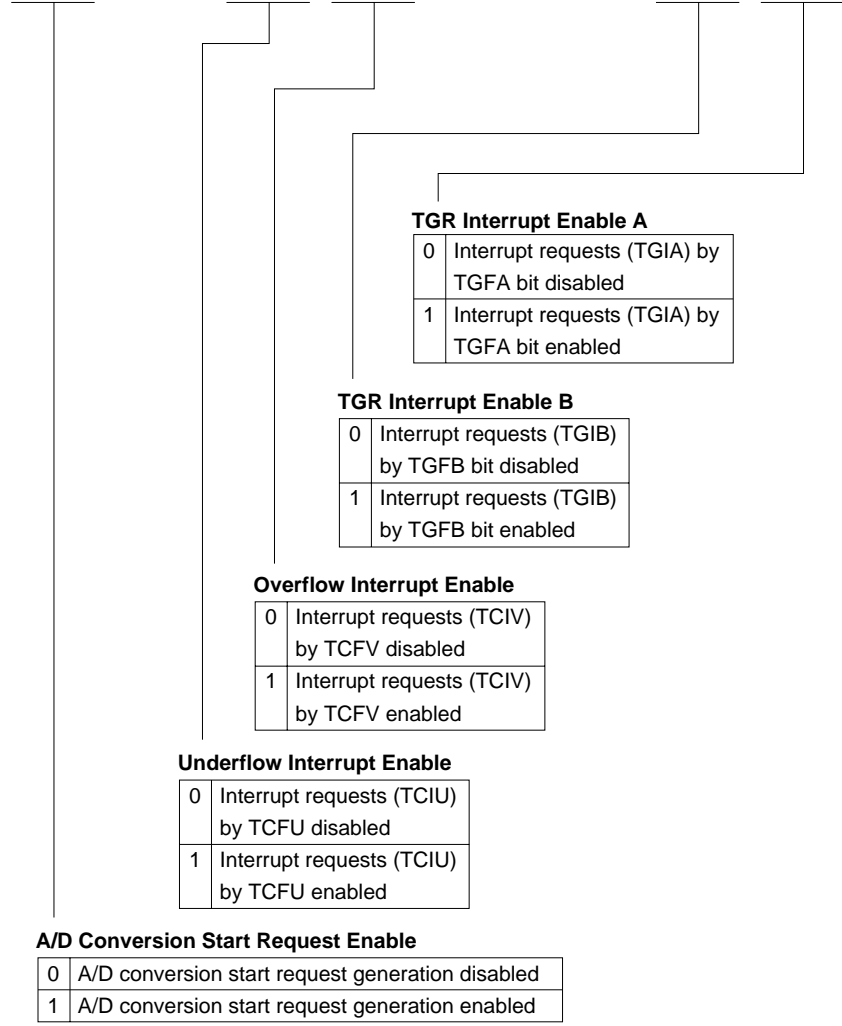 TGR Interrupt Enable A
0 Interrupt requests (TGIA) by
TGFA bit disabled
1 Interrupt requests (TGIA) by
TGFA bit enabled
TGR Interrupt Enable B
0 Interrupt requests (TGIB)
by TGFB bit disabled
1 Interrupt requests (TGIB)
by TGFB bit enabled
Overflow Interrupt Enable
0 Interrupt requests (TCIV)
by TCFV disabled
1 Interrupt requests (TCIV)
by TCFV enabled
Underflow Interrupt Enable
0 Interrupt requests (TCIU)
by TCFU disabled
1 Interrupt requests (TCIU)
by TCFU enabled
A/D Conversion Start Request Enable
0 A/D conversion start request generation disabled
1 A/D conversion start request generation enabled